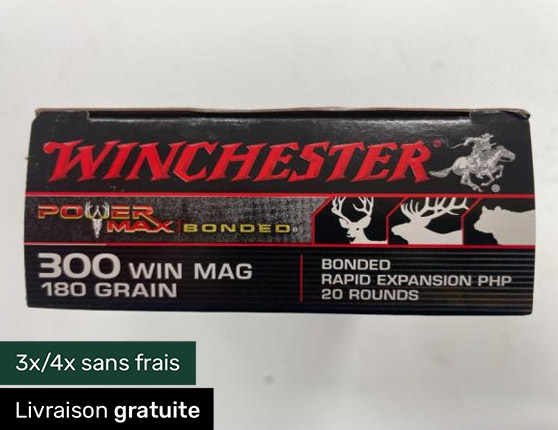 WINCHESTER®
POWER
MAX BONDED®
300 WIN MAG
180 GRAIN
BONDED
RAPID EXPANSION PHP
20 ROUNDS
3x/4x sans frais
Livraison gratuite